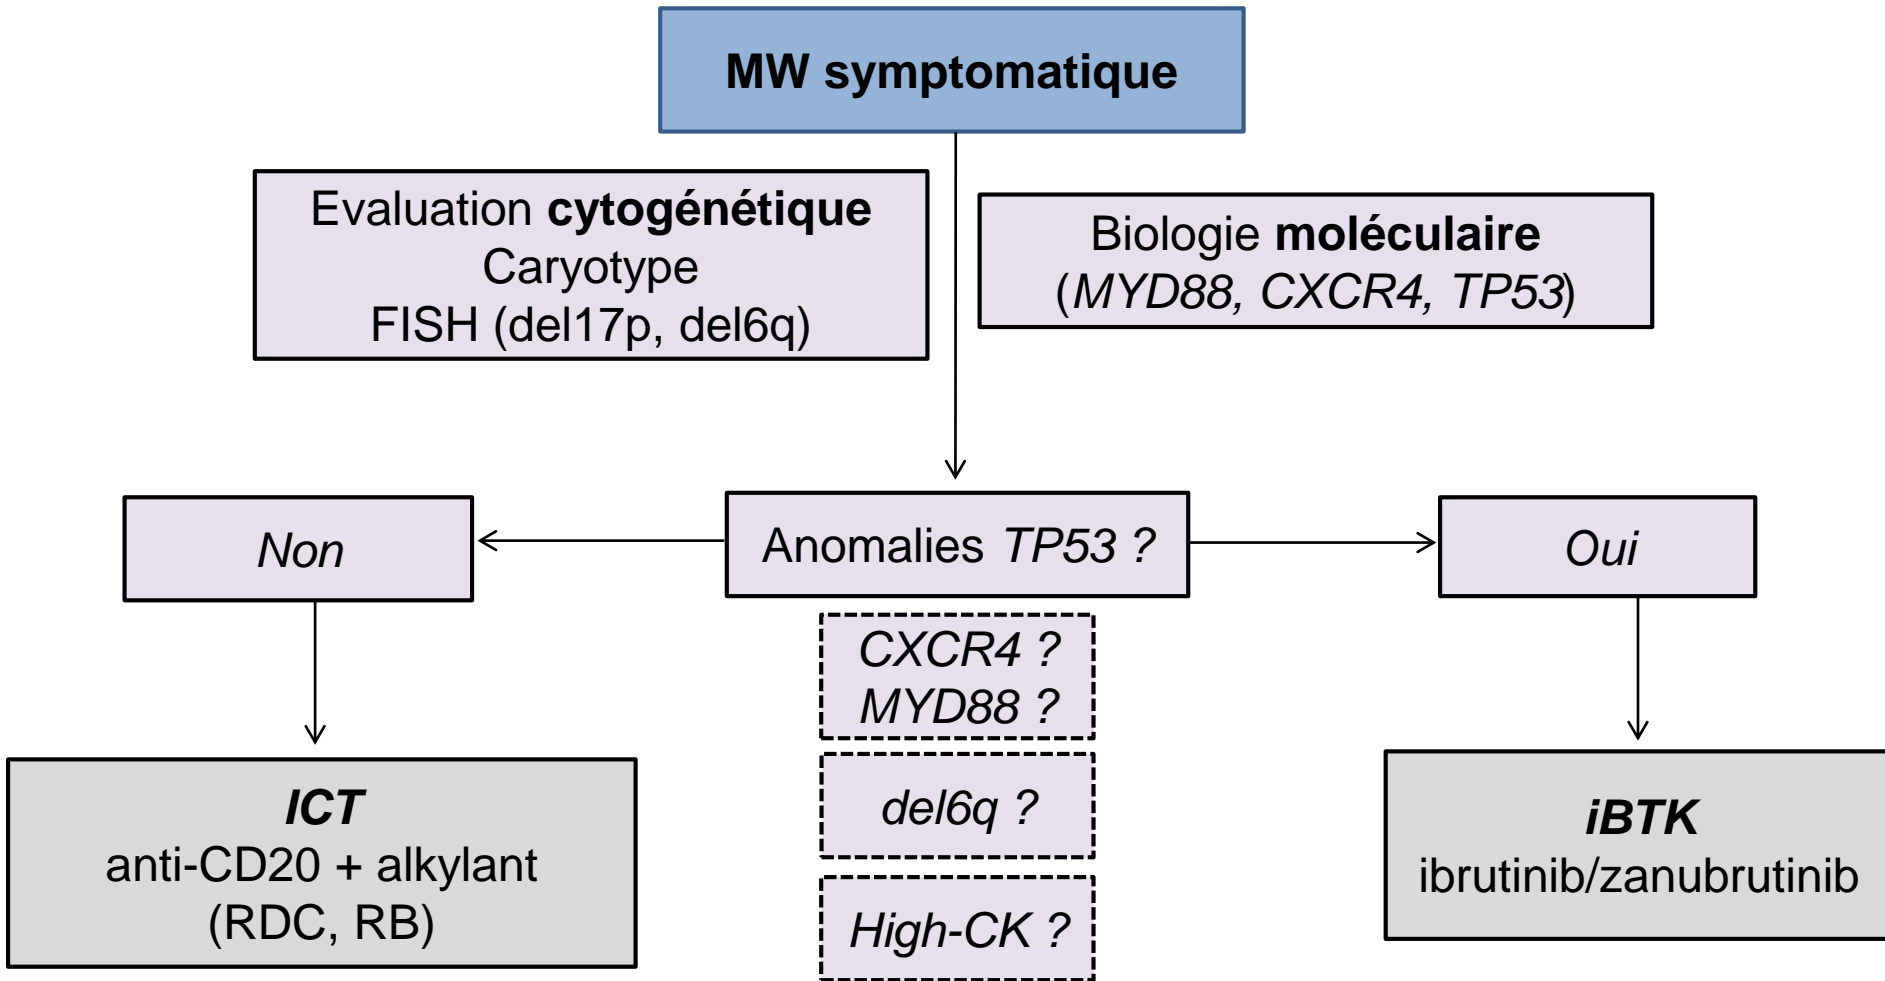 MW symptomatique
Evaluation cytogénétique
Caryotype
FISH (del17p, del6q)
Biologie moléculaire
(MYD88, CXCR4, TP53)
Non
Anomalies TP53 ?
Oui
CXCR4 ?
MYD88 ?
del6q ?
High-CK ?
ICT
anti-CD20 + alkylant
(RDC, RB)
iBTK
ibrutinib/zanubrutinib